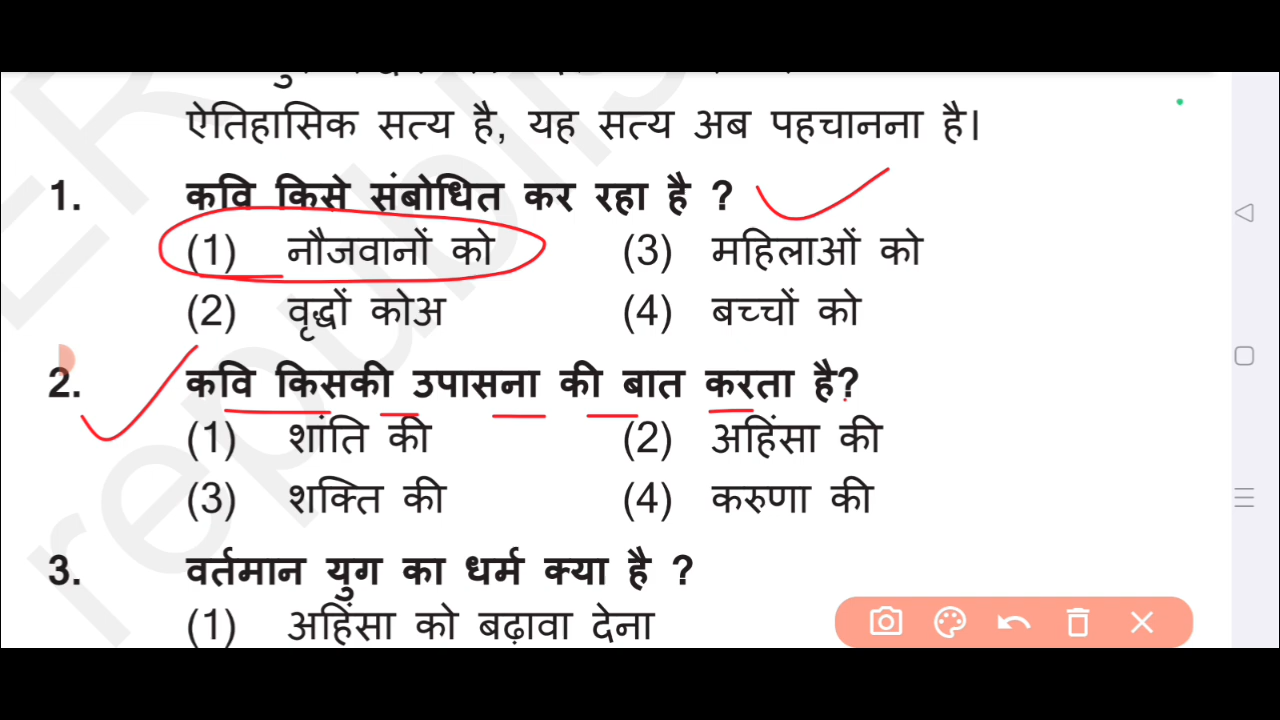 ऐतिहासिक सत्य है, यह सत्य अब पहचानना है।
1. कवि किसे संबोधित कर रहा है ?
(1) नौजवानों को (3) महिलाओं को
(2) वृद्धों कोअ (4) बच्चों को
2. कवि किसकी उपासना की बात करता है?
(1) शांति की (2) अहिंसा की
(3) शक्ति की (4) करुणा की
3. वर्तमान युग का धर्म क्या है ?
(1) अहिंसा को बढ़ावा देना